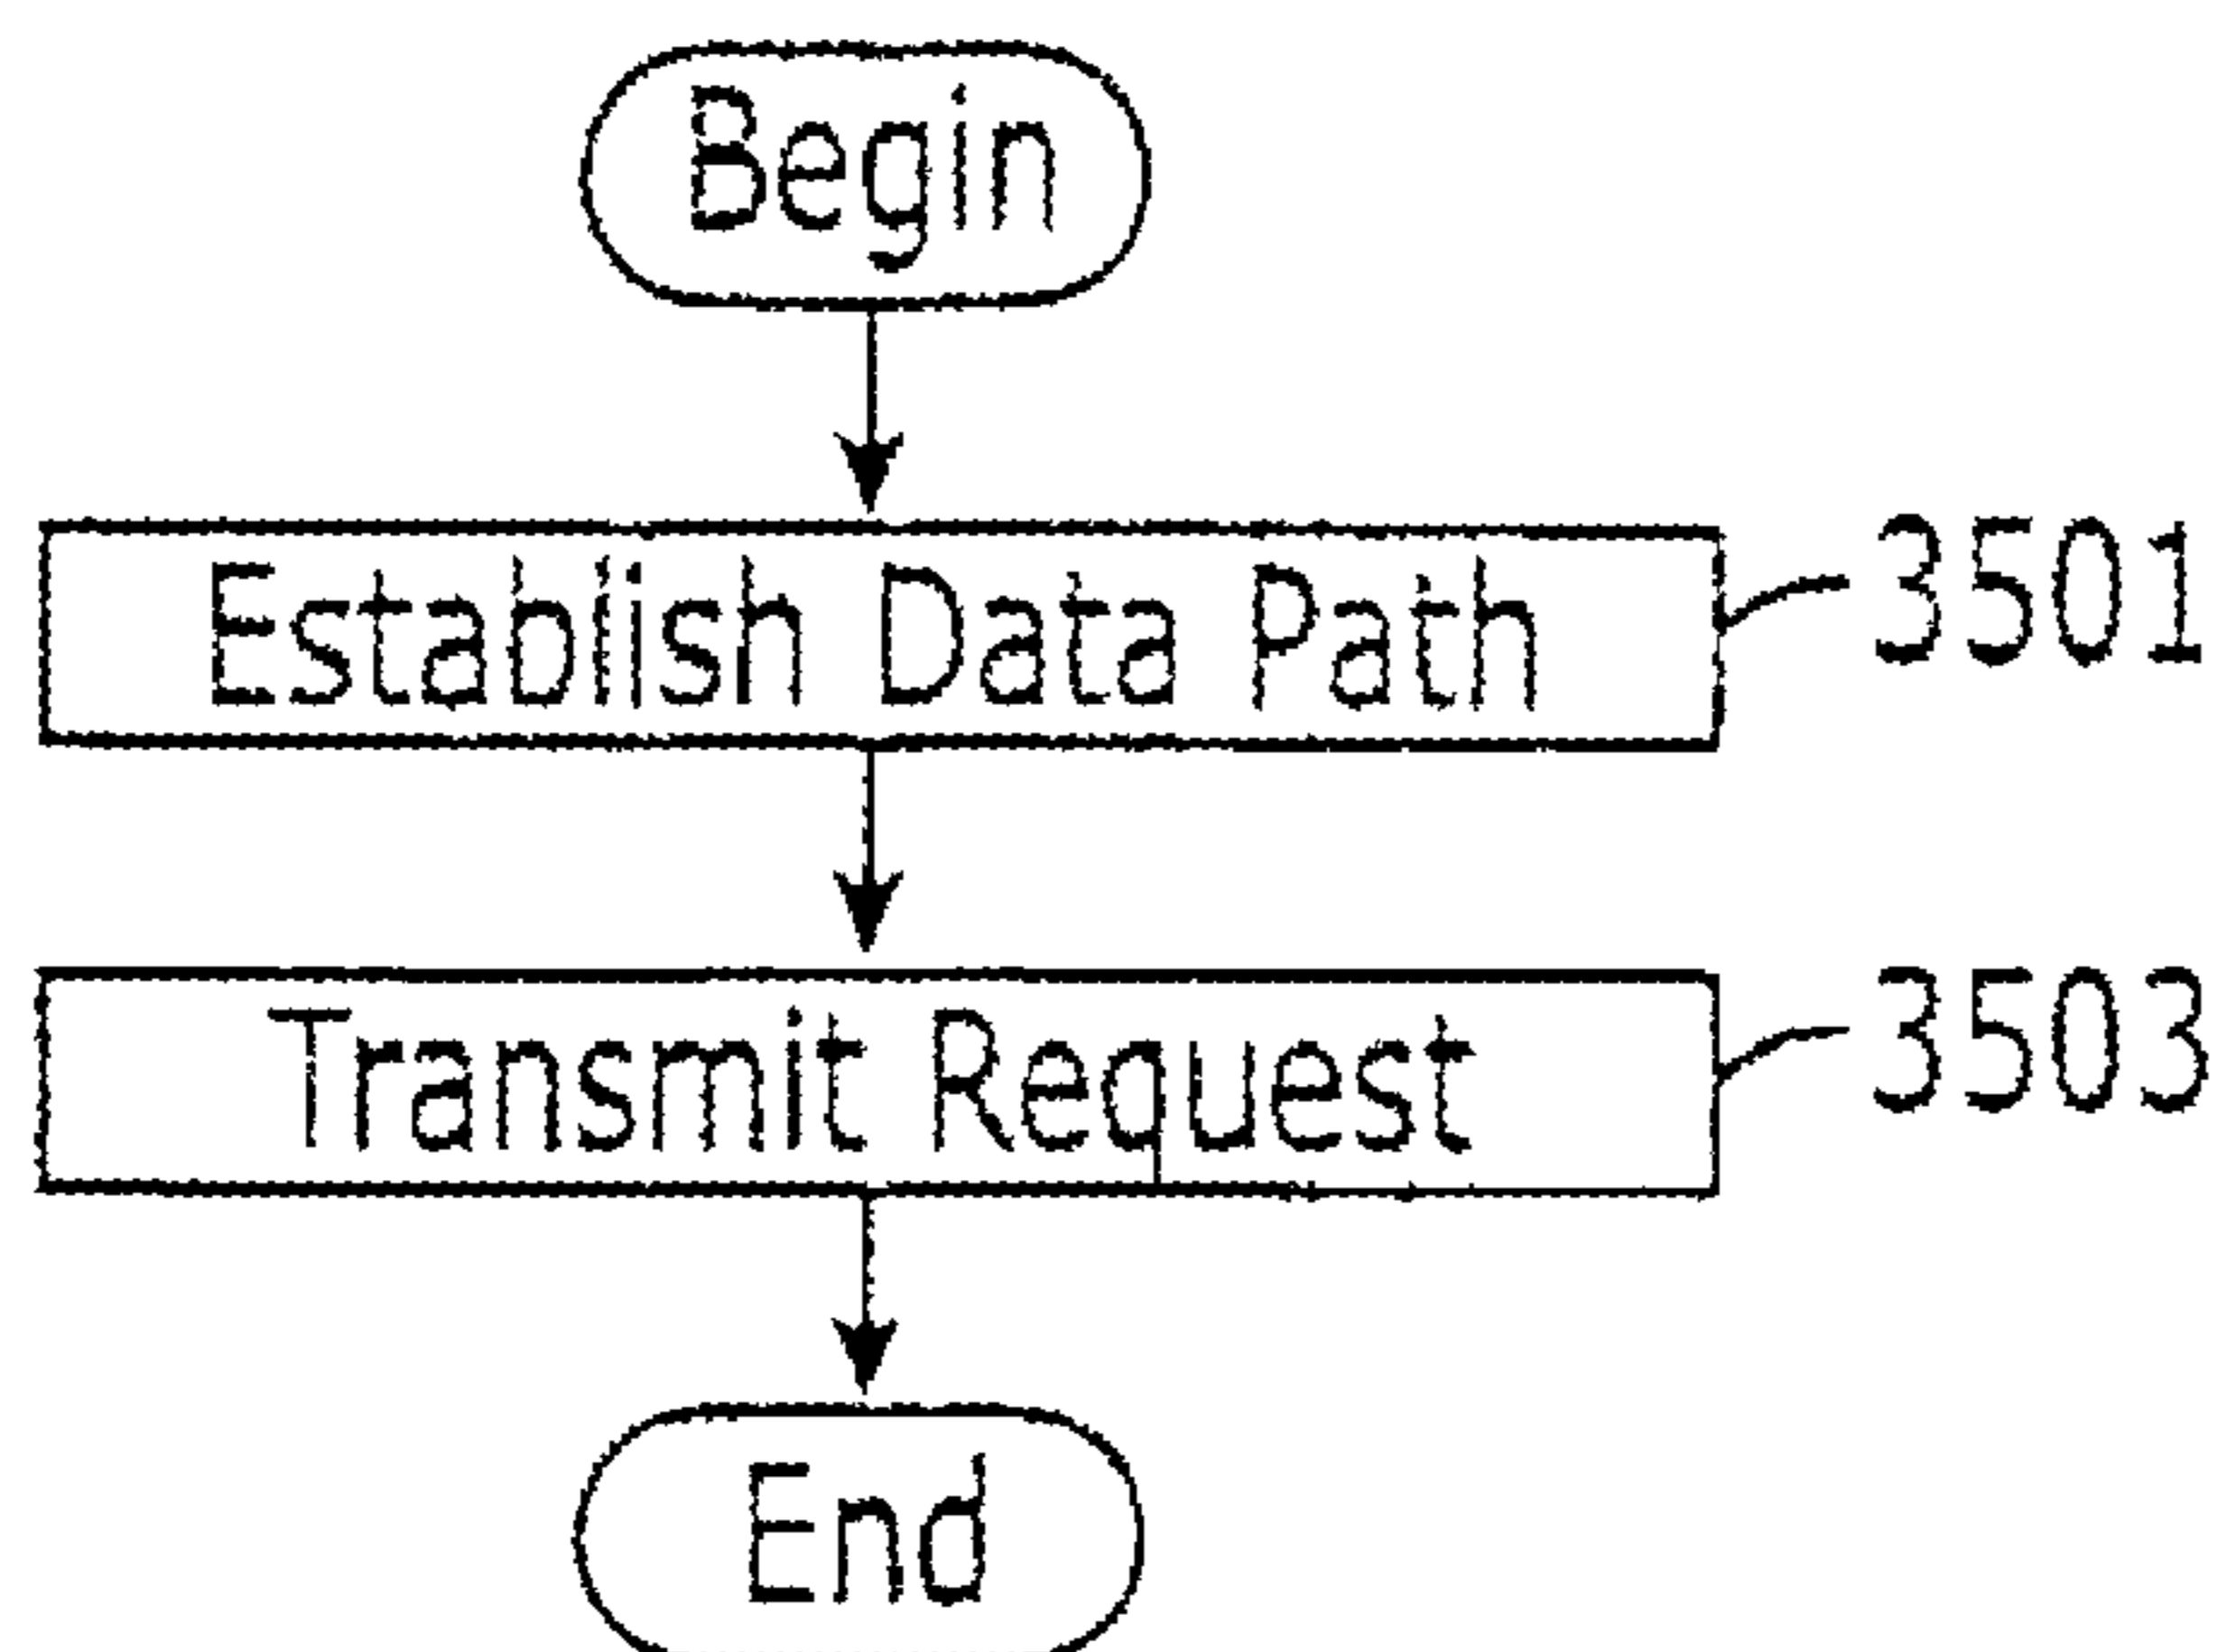 Begin
Establish Data Path
3501
Transmit Request
3503
End